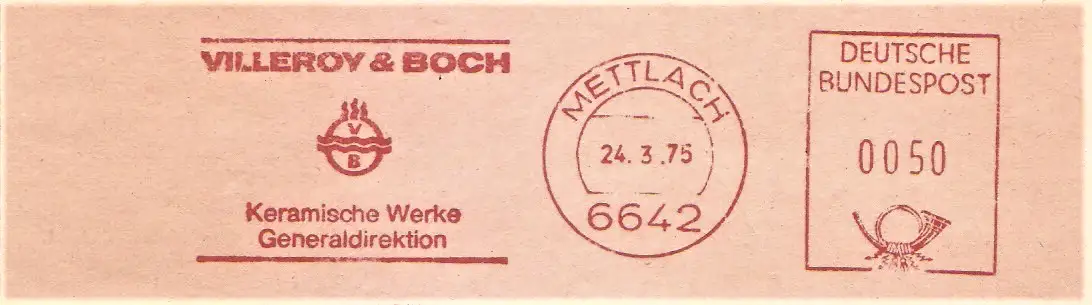 VILLEROY & BOCH
V
B
Keramische Werke
Generaldirektion
METTLACH
24. 3 .75
6642
DEUTSCHE
BUNDESPOST
0050